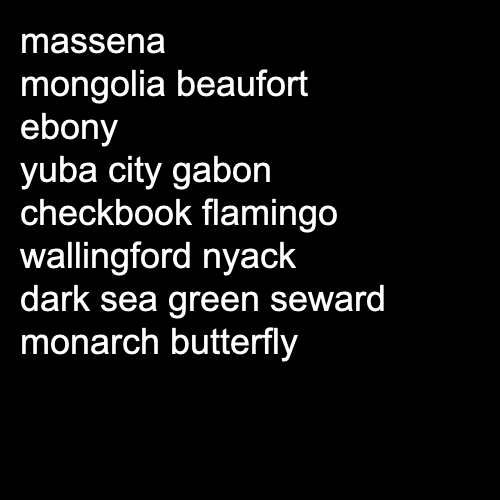 massena
mongolia beaufort
ebony
yuba city gabon
checkbook flamingo
wallingford nyack
dark sea green seward
monarch butterfly